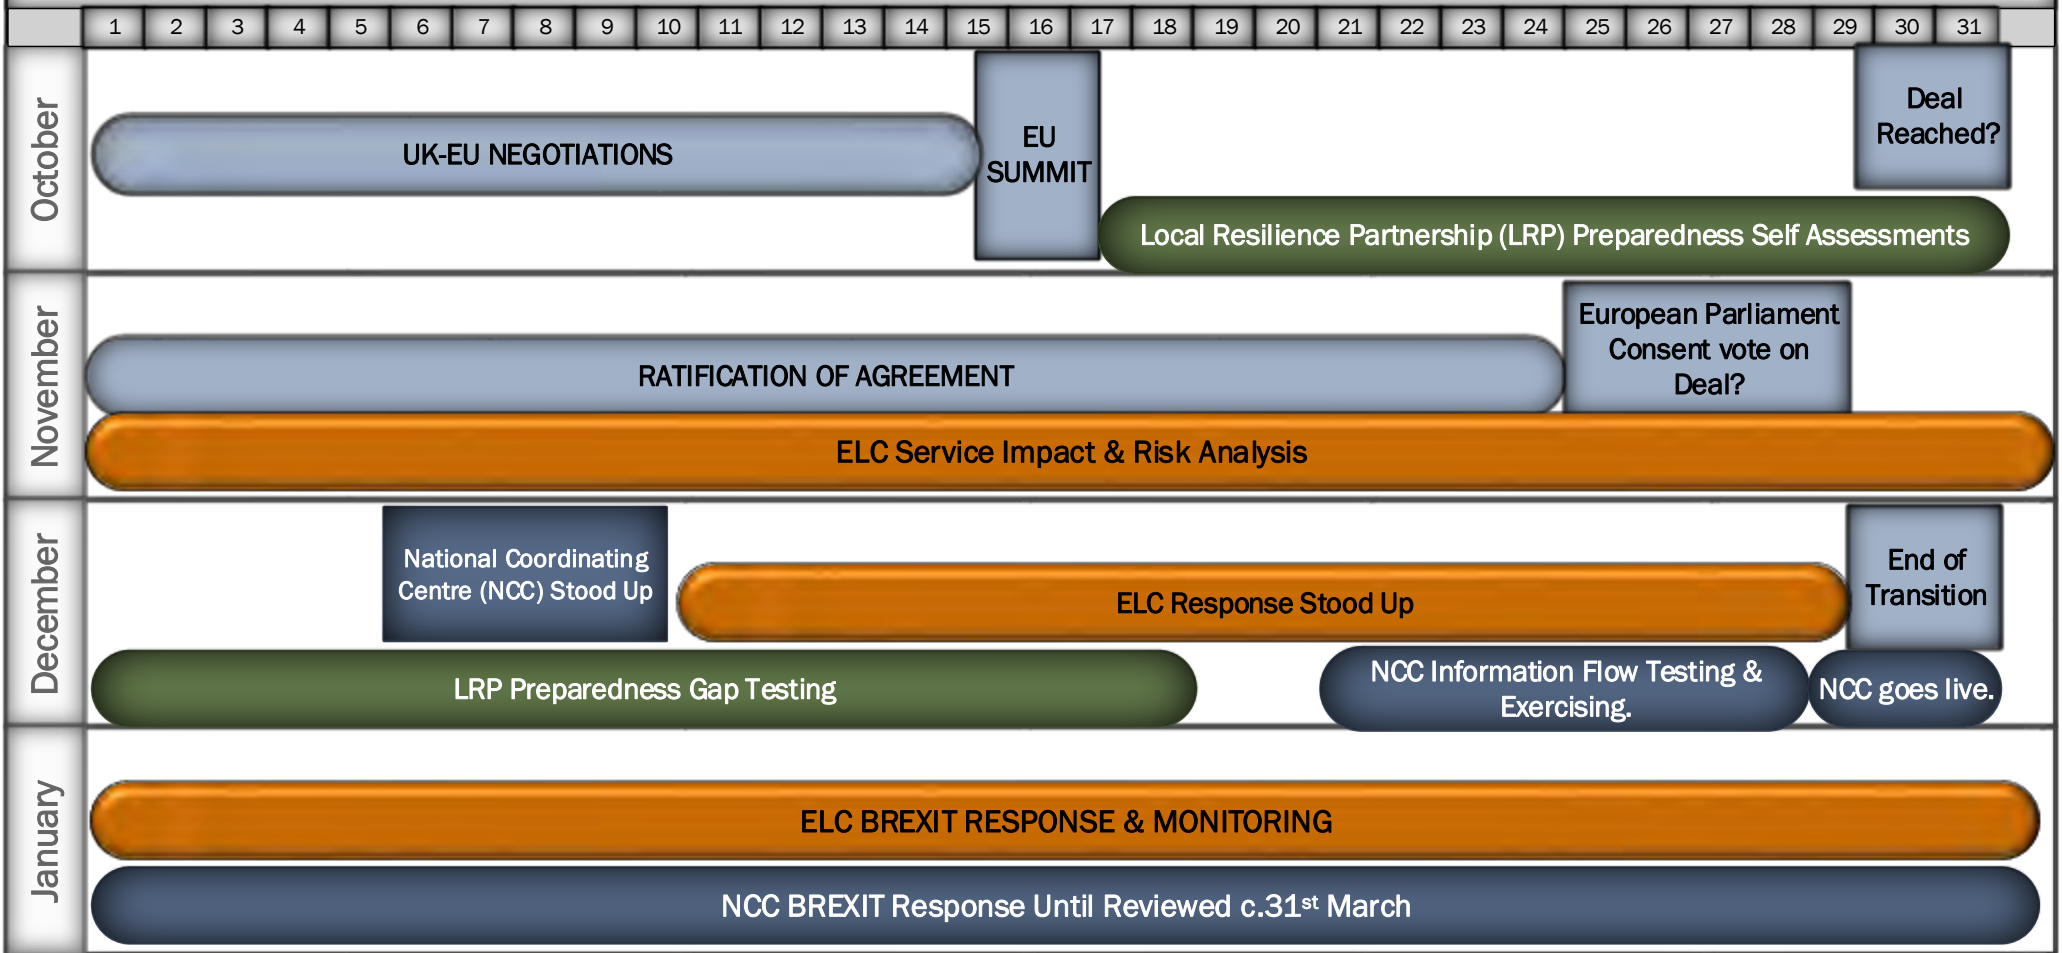 1 2 3 4 5 6 7 8 9 10 11 12 13 14 15 16 17 18 19 20 21 22 23 24 25 26 27 28 29 30 31
October
UK-EU NEGOTIATIONS
EU
SUMMIT
Deal
Reached?
Local Resilience Partnership (LRP) Preparedness Self Assessments
November
RATIFICATION OF AGREEMENT
European Parliament
Consent vote on
Deal?
ELC Service Impact & Risk Analysis
December
National Coordinating
Centre (NCC) Stood Up
ELC Response Stood Up
End of
Transition
LRP Preparedness Gap Testing
NCC Information Flow Testing &
Exercising.
NCC goes live.
January
ELC BREXIT RESPONSE & MONITORING
NCC BREXIT Response Until Reviewed c.31st March